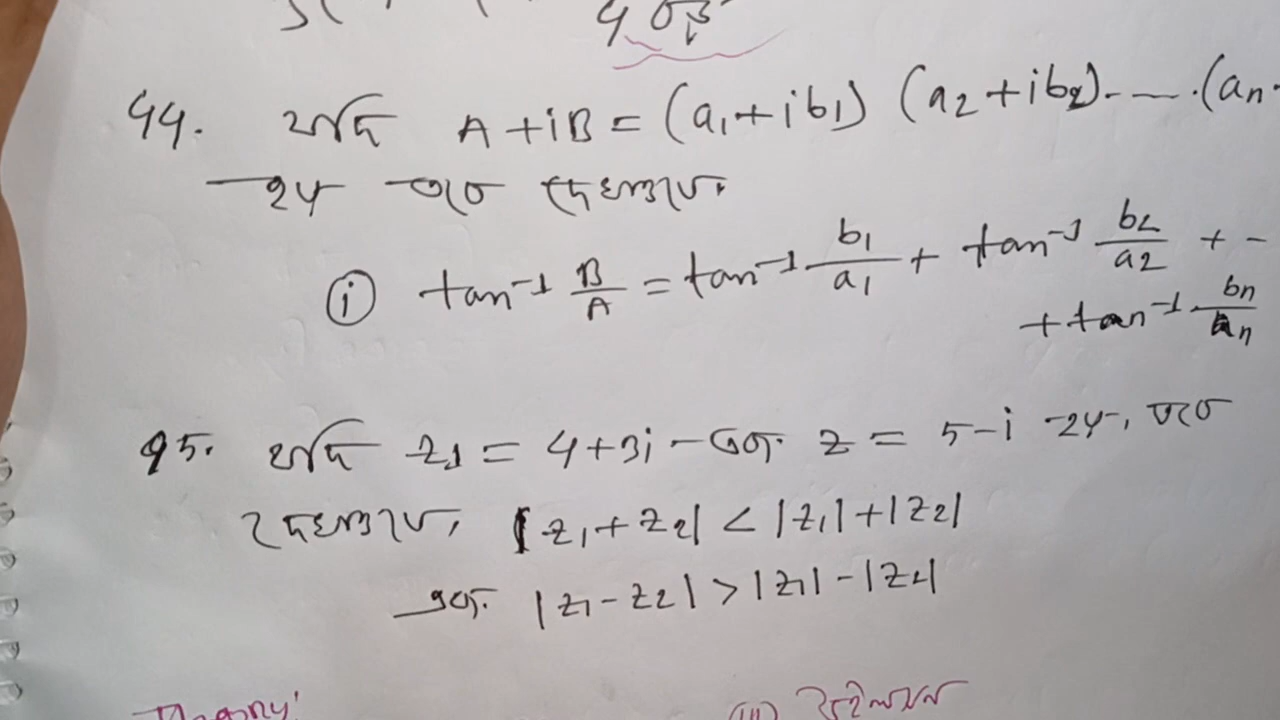 44. যদি A + iB = (a₁ + ib₁) (a₂ + ib₂). - — .(an
হয় তবে দেখাও.
(i) tan⁻¹ B/A = tan⁻¹ b₁/a₁ + tan⁻¹ b₂/a₂ + -
+ tan⁻¹ bn/an
45. যদি z₁ = 4+3i এবং z = 5-i হয়, তবে
দেখাও, |z₁ + z₂| < |z₁| + |z₂|
এবং |z₁ - z₂| > |z₁| - |z₂|
(iii)